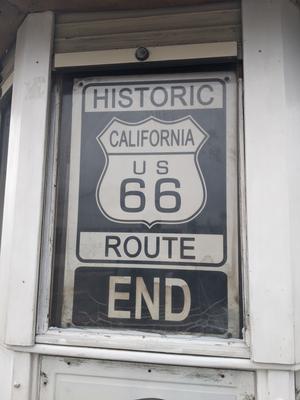 HISTORIC
CALIFORNIA
US
66
ROUTE
END